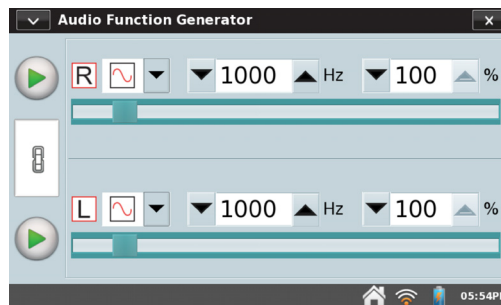 Audio Function Generator x
R 1000 Hz 100 %
L 1000 Hz 100 %
05:54P